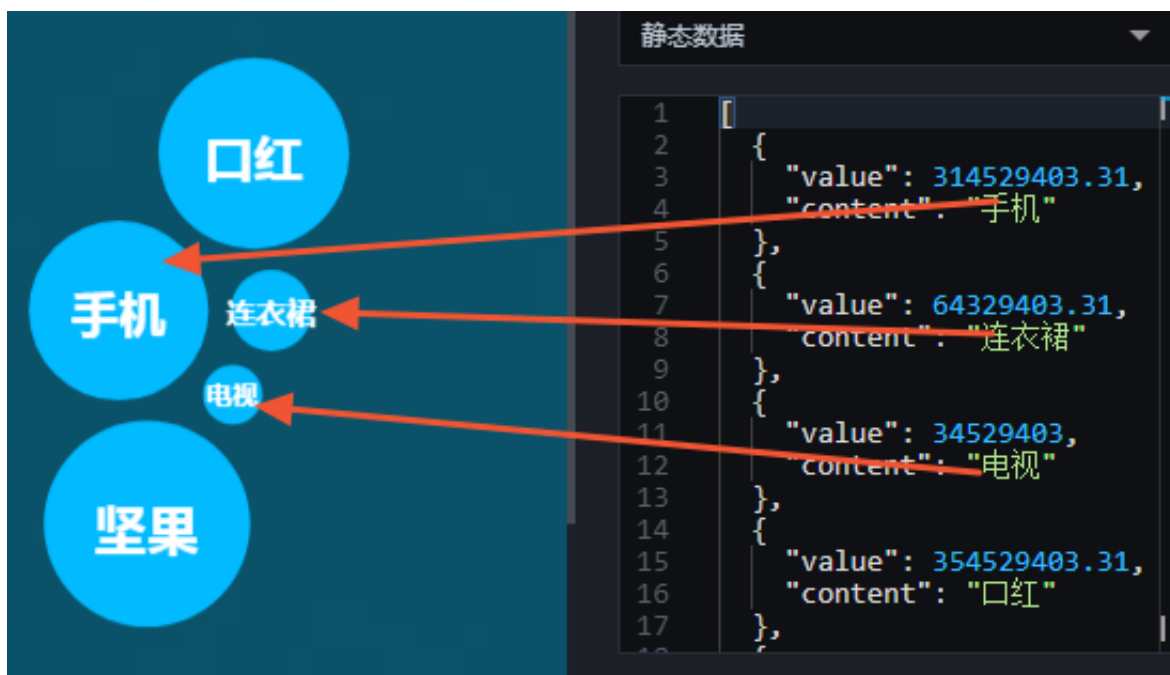 口红
手机
连衣裙
电视
坚果
静态数据
1 [
2 {
3 "value": 314529403.31,
4 "content": "手机"
5 },
6 {
7 "value": 64329403.31,
8 "content": "连衣裙"
9 },
10 {
11 "value": 34529403,
12 "content": "电视"
13 },
14 {
15 "value": 354529403.31,
16 "content": "口红"
17 },